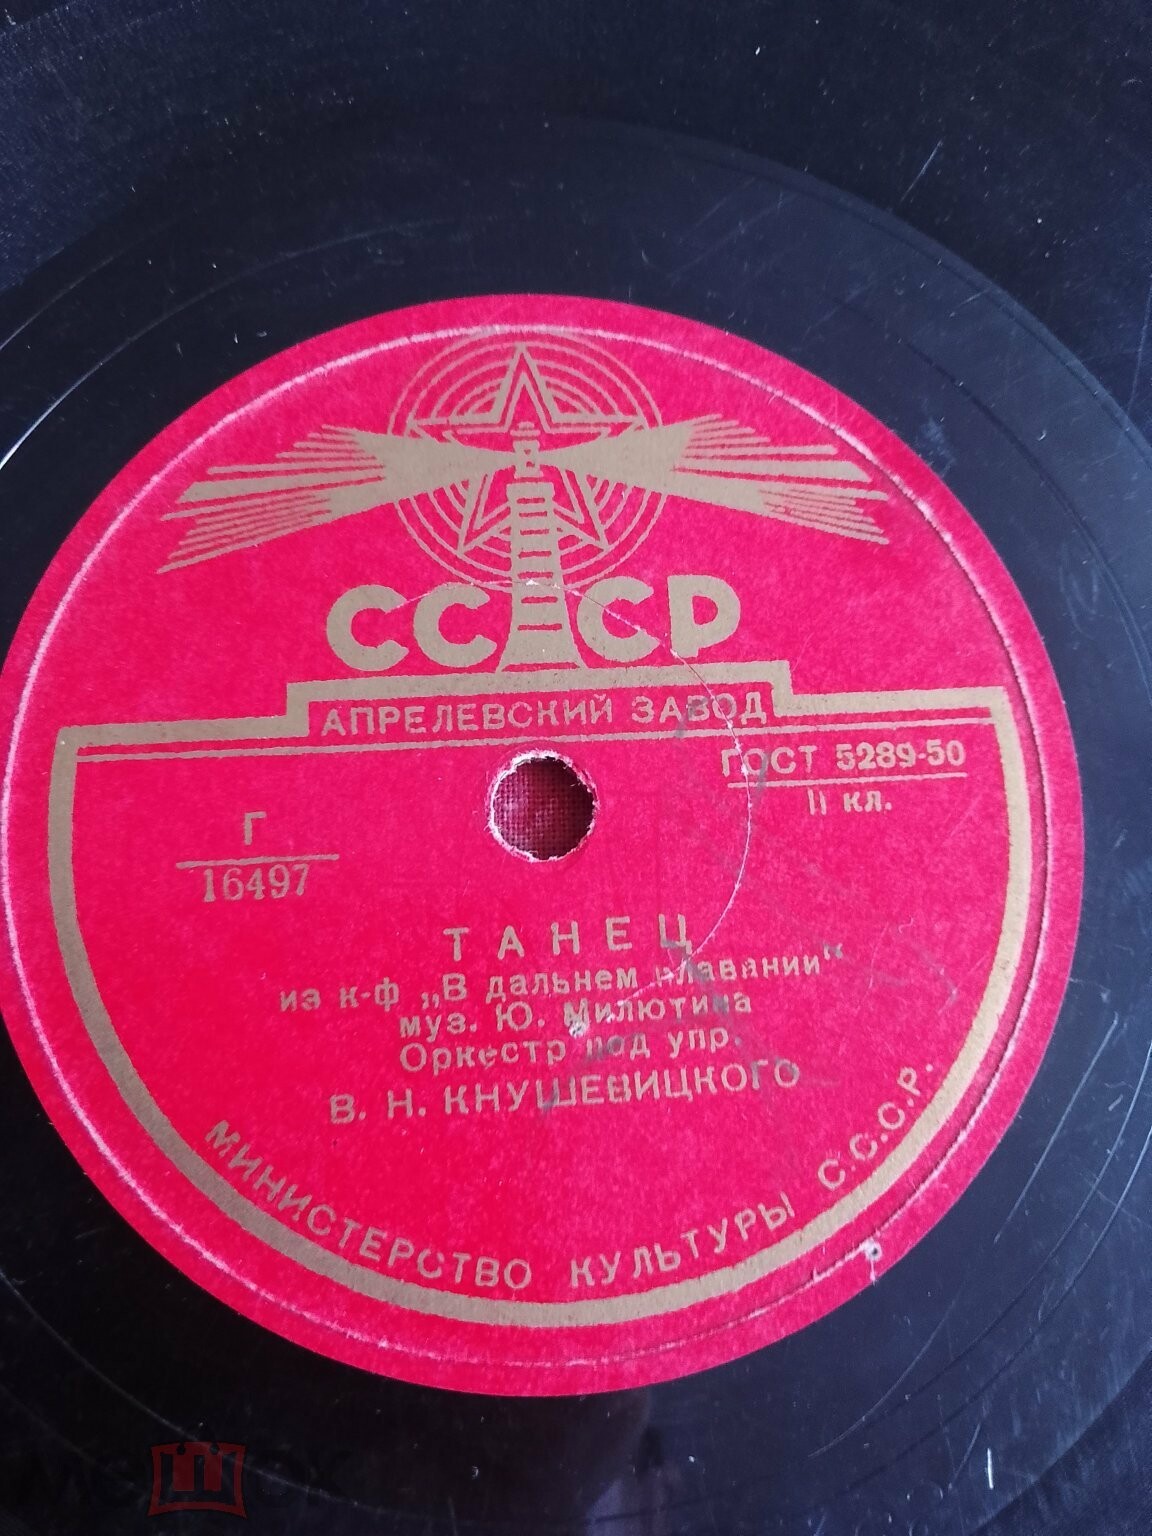 СССР
АПРЕЛЕВСКИЙ ЗАВОД
ГОСТ 5289-50
II кл.
Г
16497
ТАНЕЦ
из к-ф „В дальнем плавании“
муз. Ю. Милютина
Оркестр под упр.
В. Н. КНУШЕВИЦКОГО
МИНИСТЕРСТВО КУЛЬТУРЫ С.С.С.Р.